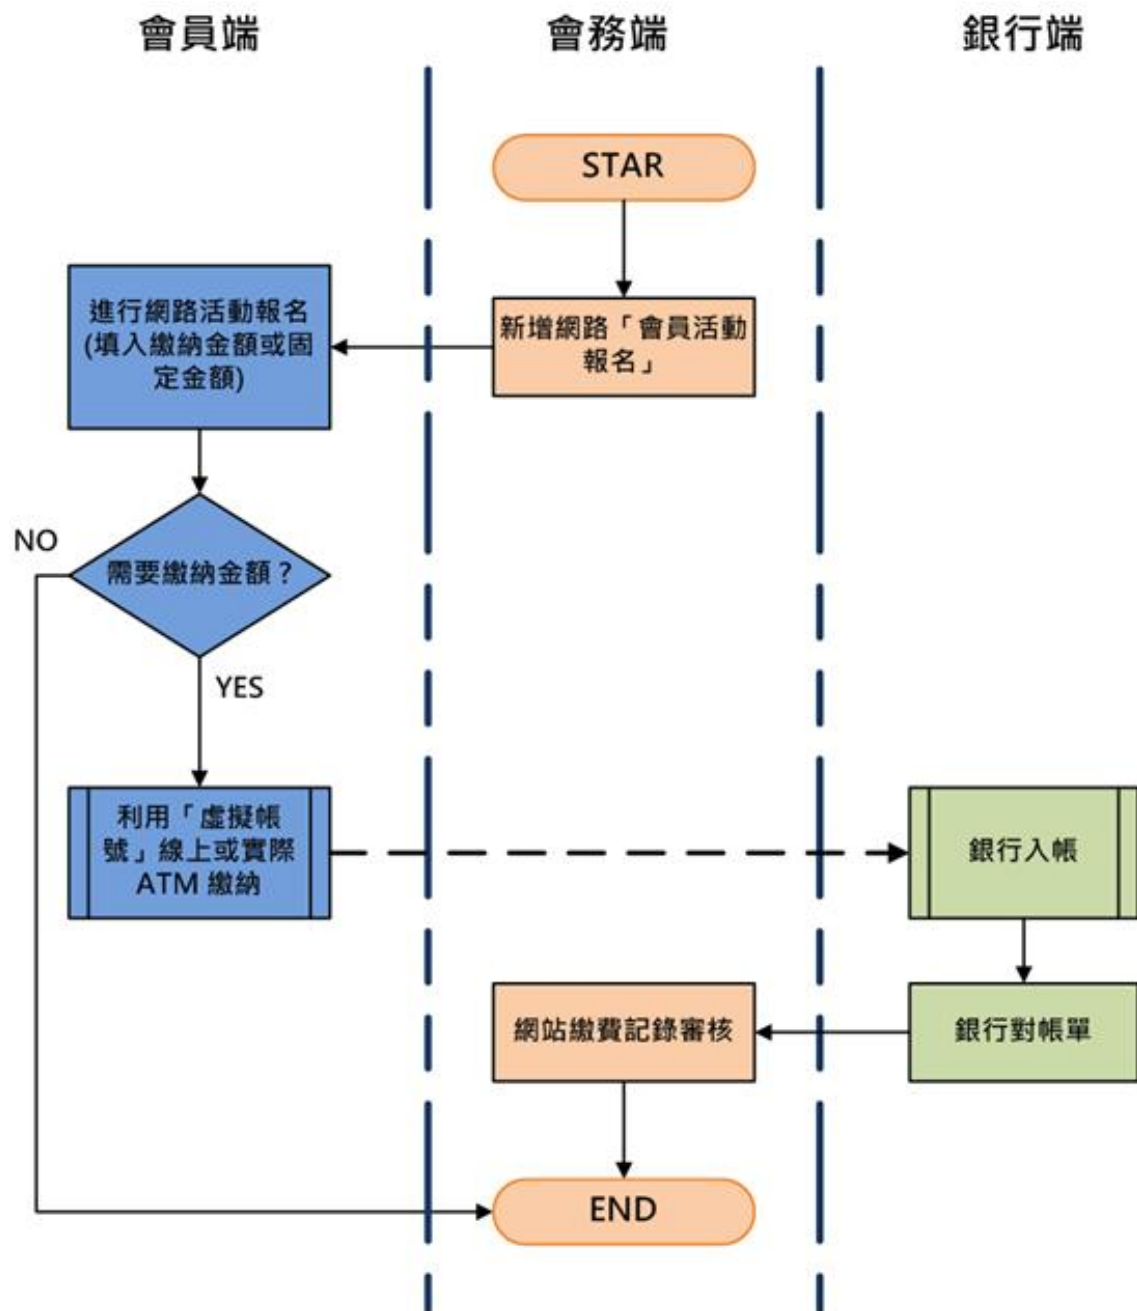 會員端
會務端
銀行端
STAR
新增網路「會員活動
報名」
進行網路活動報名
(填入繳納金額或固
定金額)
NO
需要繳納金額？
YES
利用「虛擬帳
號」線上或實際
ATM 繳納
銀行入帳
網站繳費記錄審核
銀行對帳單
END